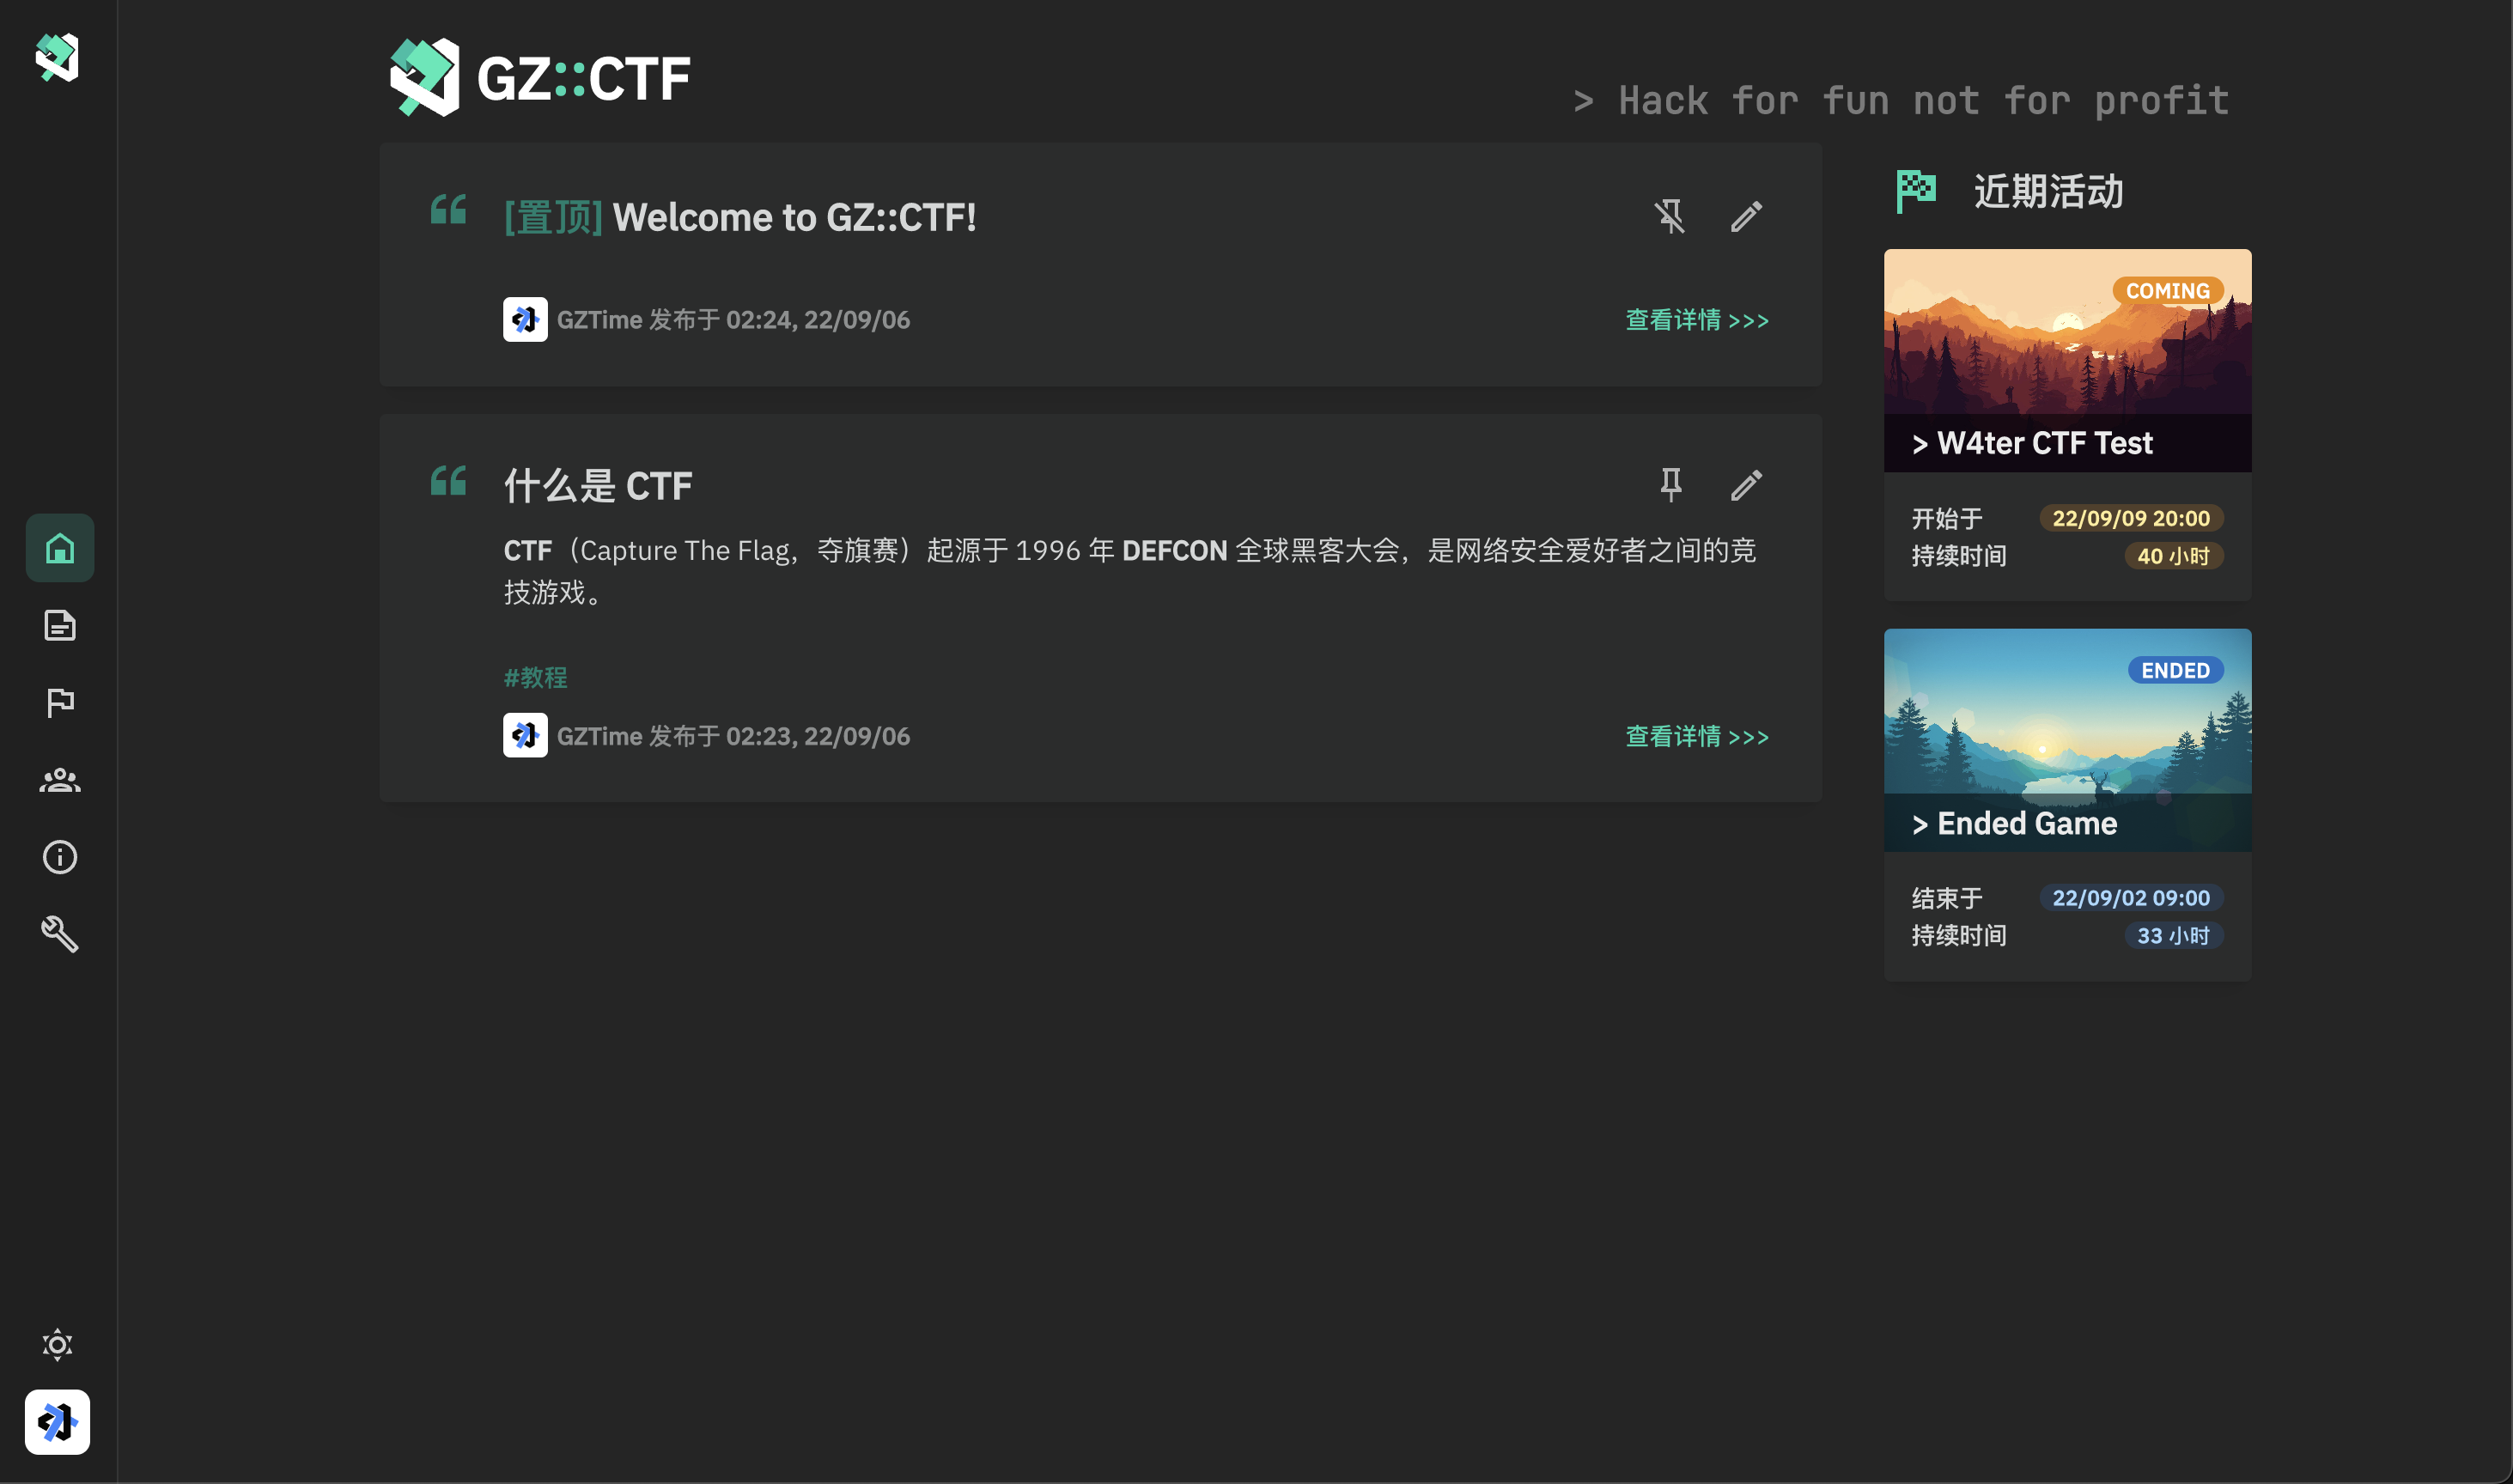 GZ::CTF
> Hack for fun not for profit
[置顶] Welcome to GZ::CTF!
GZTime 发布于 02:24, 22/09/06
查看详情 >>>
什么是 CTF
CTF（Capture The Flag，夺旗赛）起源于 1996 年 DEFCON 全球黑客大会，是网络安全爱好者之间的竞
技游戏。
#教程
GZTime 发布于 02:23, 22/09/06
查看详情 >>>
近期活动
COMING
> W4ter CTF Test
开始于 22/09/09 20:00
持续时间 40 小时
ENDED
> Ended Game
结束于 22/09/02 09:00
持续时间 33 小时